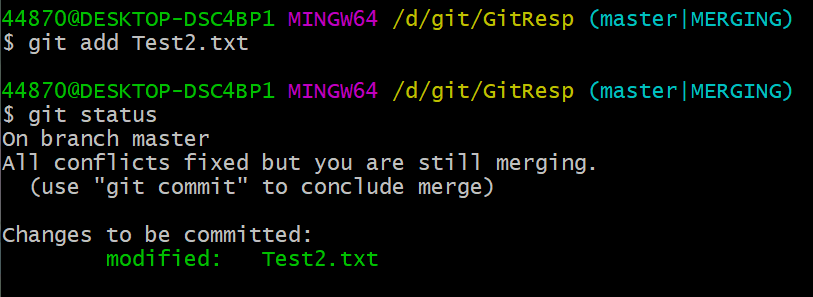 44870@DESKTOP-DSC4BP1 MINGW64 /d/git/GitResp (master|MERGING)
$ git add Test2.txt
44870@DESKTOP-DSC4BP1 MINGW64 /d/git/GitResp (master|MERGING)
$ git status
On branch master
All conflicts fixed but you are still merging.
(use "git commit" to conclude merge)
Changes to be committed:
modified: Test2.txt